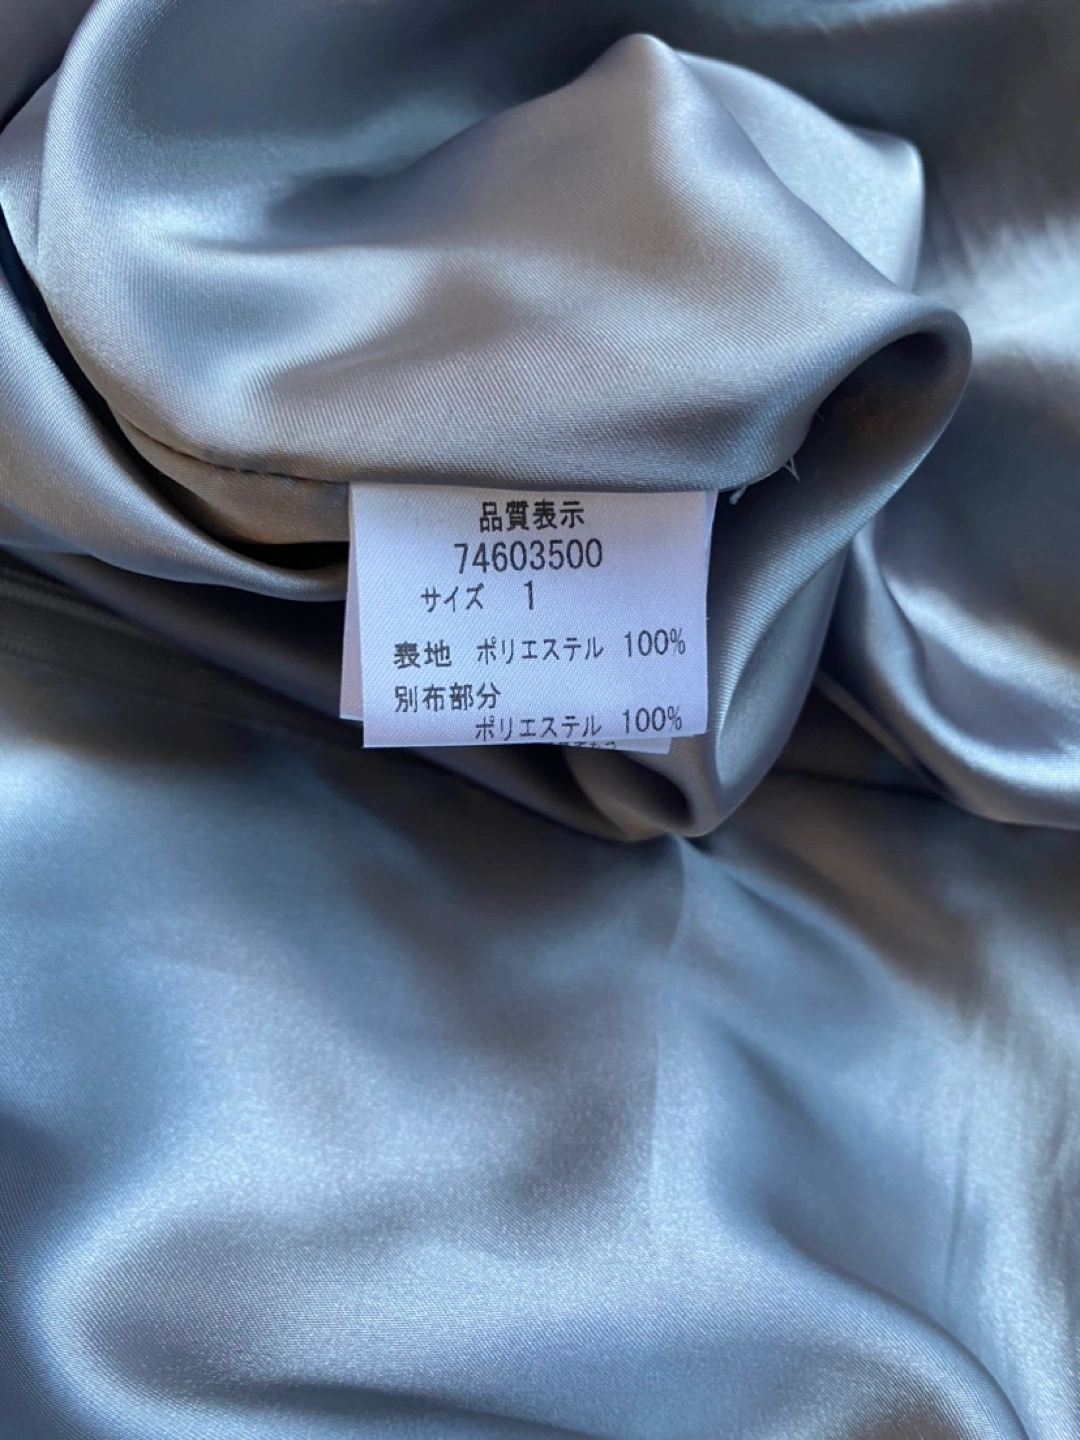 品質表示
74603500
サイズ 1
表地 ポリエステル 100%
別布部分
ポリエステル 100%